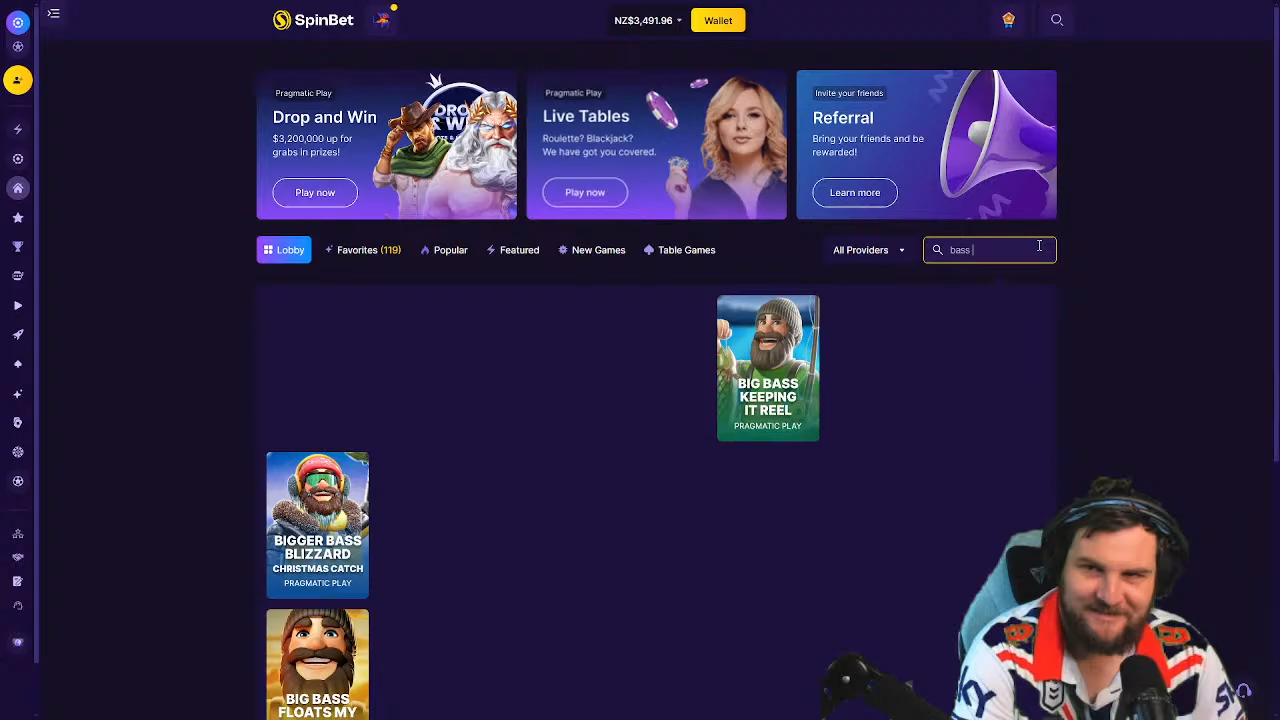 SpinBet
NZ$3,491.96
Wallet
Pragmatic Play
Drop and Win
$3,200,000 up for
grabs in prizes!
Play now
Pragmatic Play
Live Tables
Roulette? Blackjack?
We have got you covered.
Play now
Invite your friends
Referral
Bring your friends and be
rewarded!
Learn more
Lobby
Favorites (119)
Popular
Featured
New Games
Table Games
All Providers
bass
BIG BASS
KEEPING
IT REEL
PRAGMATIC PLAY
BIGGER BASS
BLIZZARD
CHRISTMAS CATCH
PRAGMATIC PLAY
BIG BASS
FLOATS MY